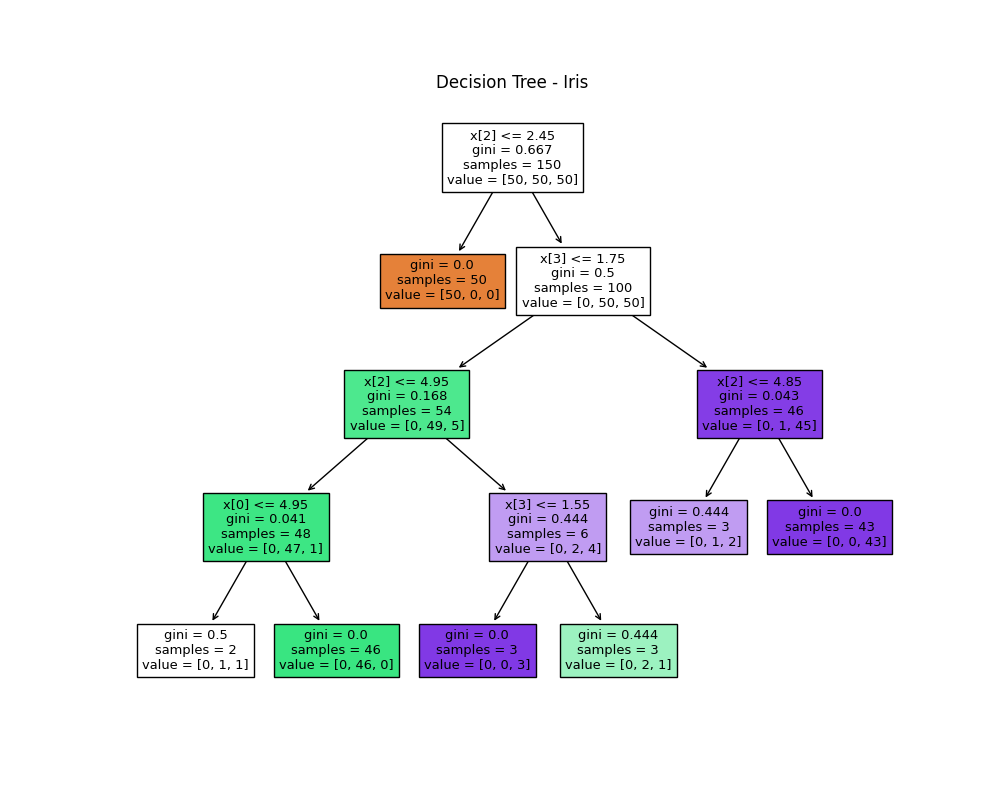 Decision Tree - Iris
x[2] <= 2.45
gini = 0.667
samples = 150
value = [50, 50, 50]
gini = 0.0
samples = 50
value = [50, 0, 0]
x[3] <= 1.75
gini = 0.5
samples = 100
value = [0, 50, 50]
x[2] <= 4.95
gini = 0.168
samples = 54
value = [0, 49, 5]
x[2] <= 4.85
gini = 0.043
samples = 46
value = [0, 1, 45]
x[0] <= 4.95
gini = 0.041
samples = 48
value = [0, 47, 1]
x[3] <= 1.55
gini = 0.444
samples = 6
value = [0, 2, 4]
gini = 0.444
samples = 3
value = [0, 1, 2]
gini = 0.0
samples = 43
value = [0, 0, 43]
gini = 0.5
samples = 2
value = [0, 1, 1]
gini = 0.0
samples = 46
value = [0, 46, 0]
gini = 0.0
samples = 3
value = [0, 0, 3]
gini = 0.444
samples = 3
value = [0, 2, 1]